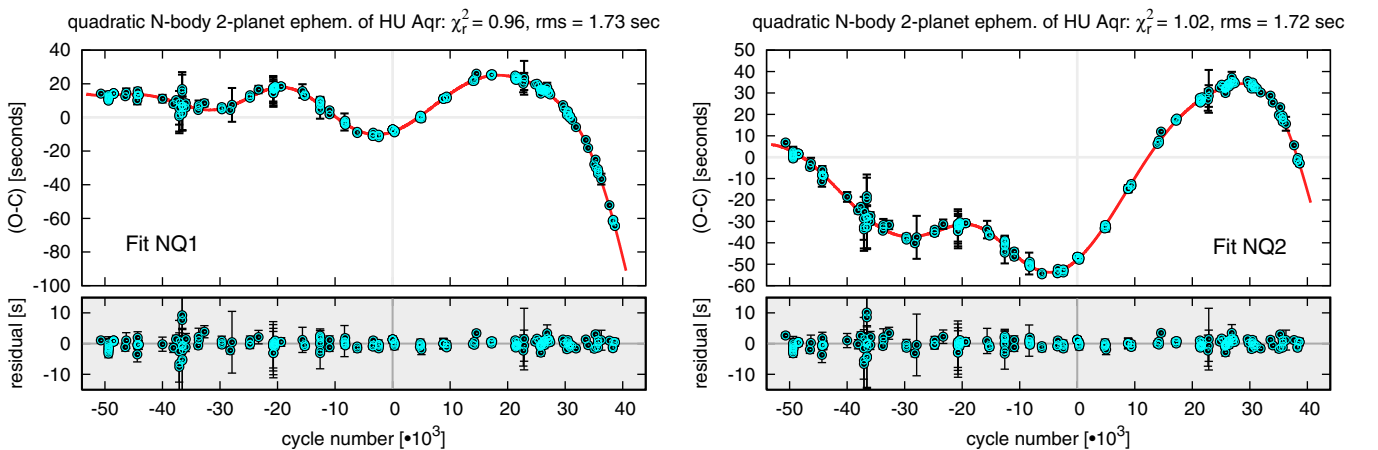 quadratic N-body 2-planet ephem. of HU Aqr: χr² = 0.96, rms = 1.73 sec
(O-C) [seconds]
40
20
0
-20
-40
-60
-80
-100
Fit NQ1
residual [s]
10
0
-10
-50 -40 -30 -20 -10 0 10 20 30 40
cycle number [•10³]
quadratic N-body 2-planet ephem. of HU Aqr: χr² = 1.02, rms = 1.72 sec
(O-C) [seconds]
50
40
30
20
10
0
-10
-20
-30
-40
-50
-60
Fit NQ2
residual [s]
10
0
-10
-50 -40 -30 -20 -10 0 10 20 30 40
cycle number [•10³]